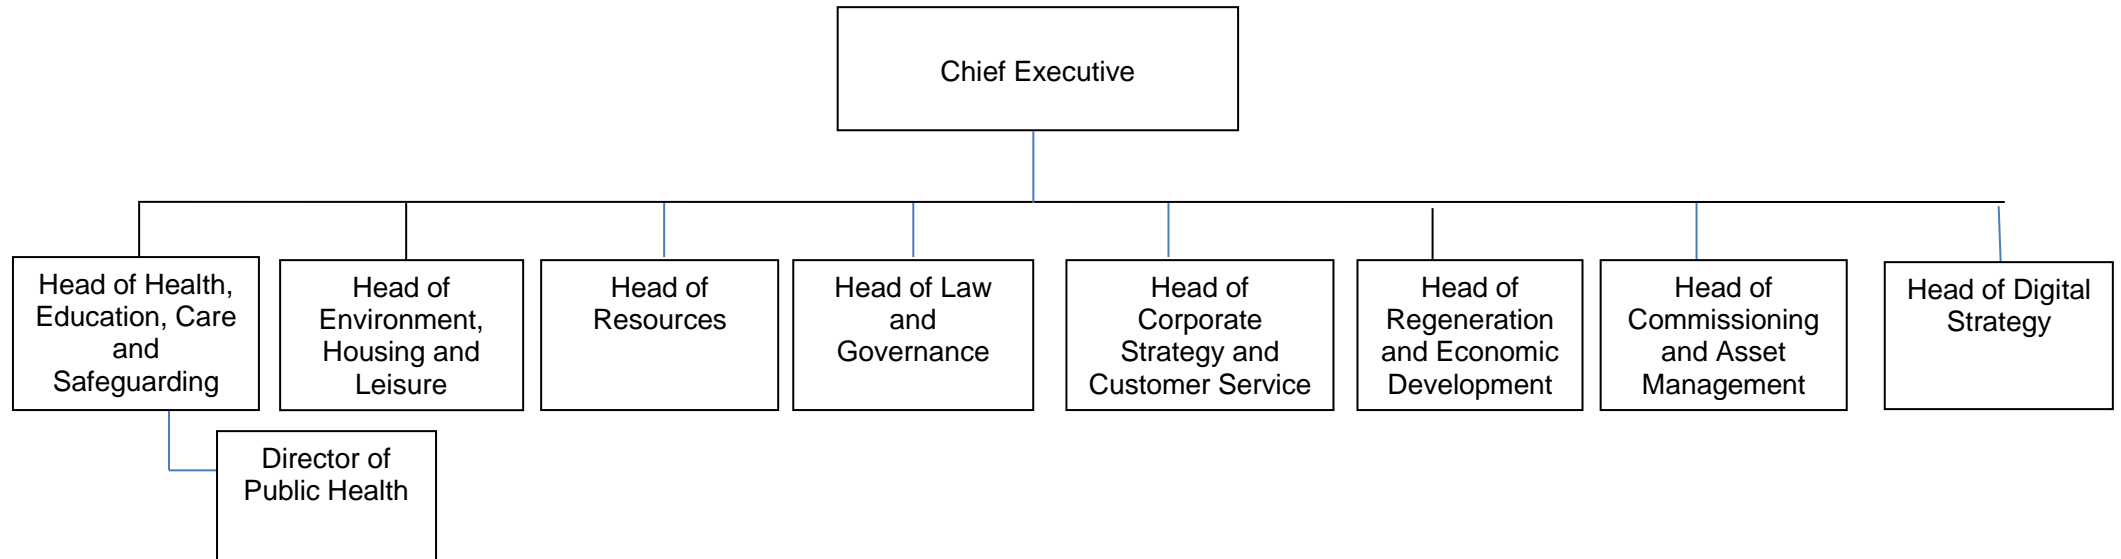 Chief Executive
Head of Health,
Education, Care
and
Safeguarding
Head of
Environment,
Housing and
Leisure
Head of
Resources
Head of Law
and
Governance
Head of
Corporate
Strategy and
Customer Service
Head of
Regeneration
and Economic
Development
Head of
Commissioning
and Asset
Management
Head of Digital
Strategy
Director of
Public Health